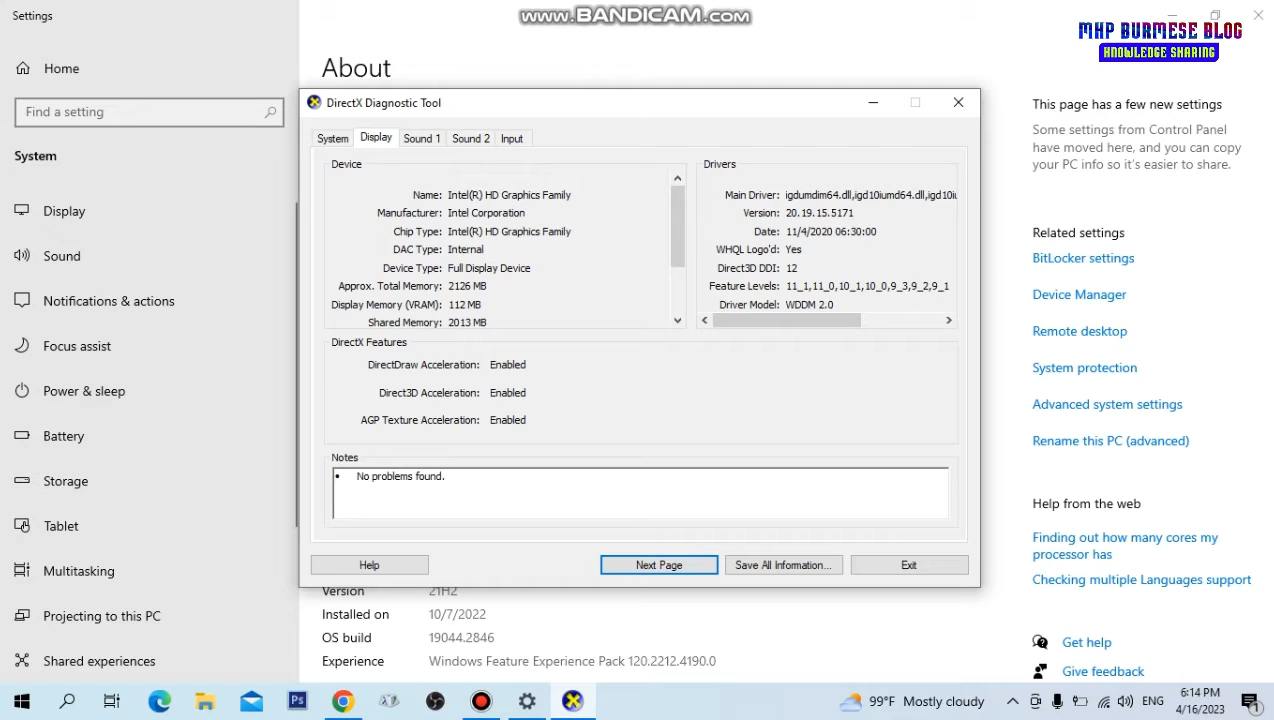 Settings
www.BANDICAM.com
MHP BURMESE BLOG
KNOWLEDGE SHARING
Home
Find a setting
System
Display
Sound
Notifications & actions
Focus assist
Power & sleep
Battery
Storage
Tablet
Multitasking
Projecting to this PC
Shared experiences
About
DirectX Diagnostic Tool
System
Display
Sound 1
Sound 2
Input
Device
Name: Intel(R) HD Graphics Family
Manufacturer: Intel Corporation
Chip Type: Intel(R) HD Graphics Family
DAC Type: Internal
Device Type: Full Display Device
Approx. Total Memory: 2126 MB
Display Memory (VRAM): 112 MB
Shared Memory: 2013 MB
Drivers
Main Driver: igdumdim64.dll,igd10iumd64.dll,igd10iu
Version: 20.19.15.5171
Date: 11/4/2020 06:30:00
WHQL Logo'd: Yes
Direct3D DDI: 12
Feature Levels: 11_1,11_0,10_1,10_0,9_3,9_2,9_1
Driver Model: WDDM 2.0
DirectX Features
DirectDraw Acceleration: Enabled
Direct3D Acceleration: Enabled
AGP Texture Acceleration: Enabled
Notes
• No problems found.
Help
Next Page
Save All Information...
Exit
Version 21H2
Installed on 10/7/2022
OS build 19044.2846
Experience Windows Feature Experience Pack 120.2212.4190.0
This page has a few new settings
Some settings from Control Panel
have moved here, and you can copy
your PC info so it's easier to share.
Related settings
BitLocker settings
Device Manager
Remote desktop
System protection
Advanced system settings
Rename this PC (advanced)
Help from the web
Finding out how many cores my
processor has
Checking multiple Languages support
Get help
Give feedback
Ps
99°F Mostly cloudy
ENG
6:14 PM
4/16/2023
1